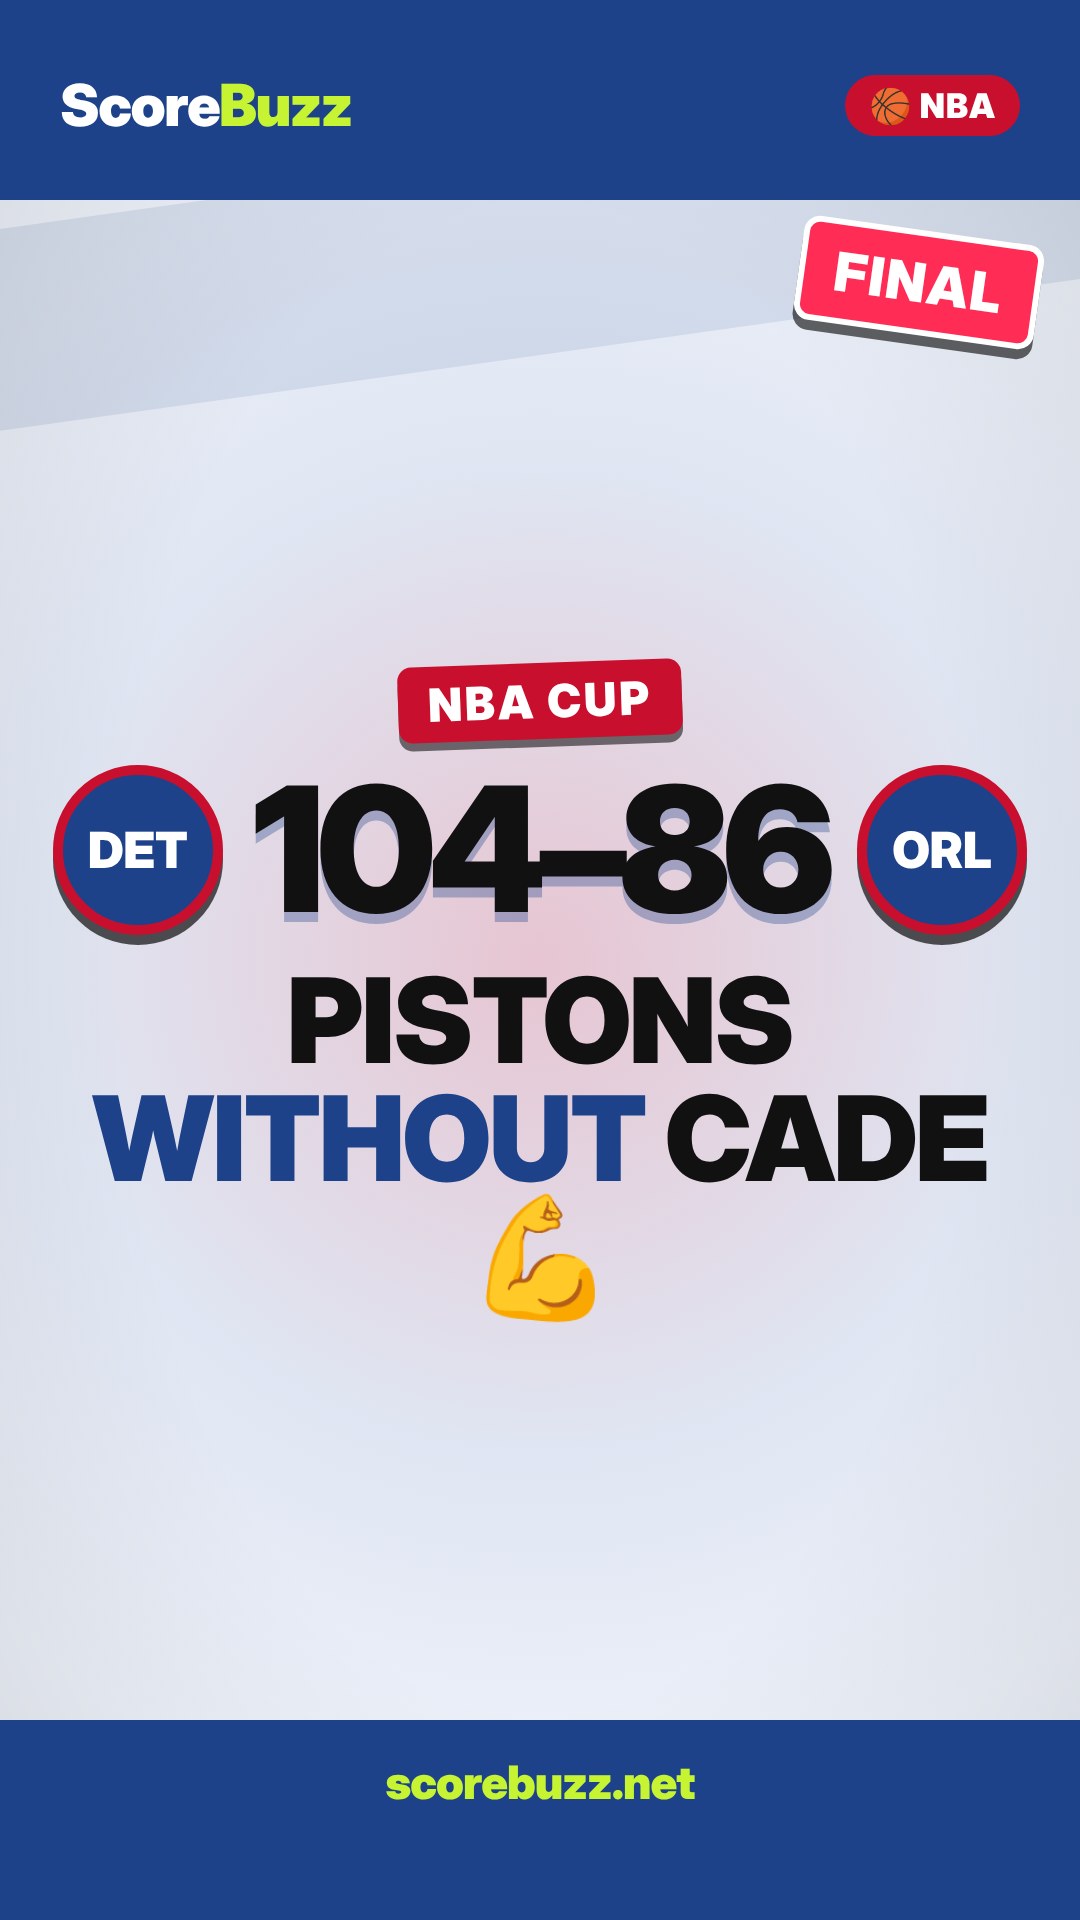 ScoreBuzz
🏀 NBA
FINAL
NBA CUP
DET 104–86 ORL
PISTONS
WITHOUT CADE
💪
scorebuzz.net